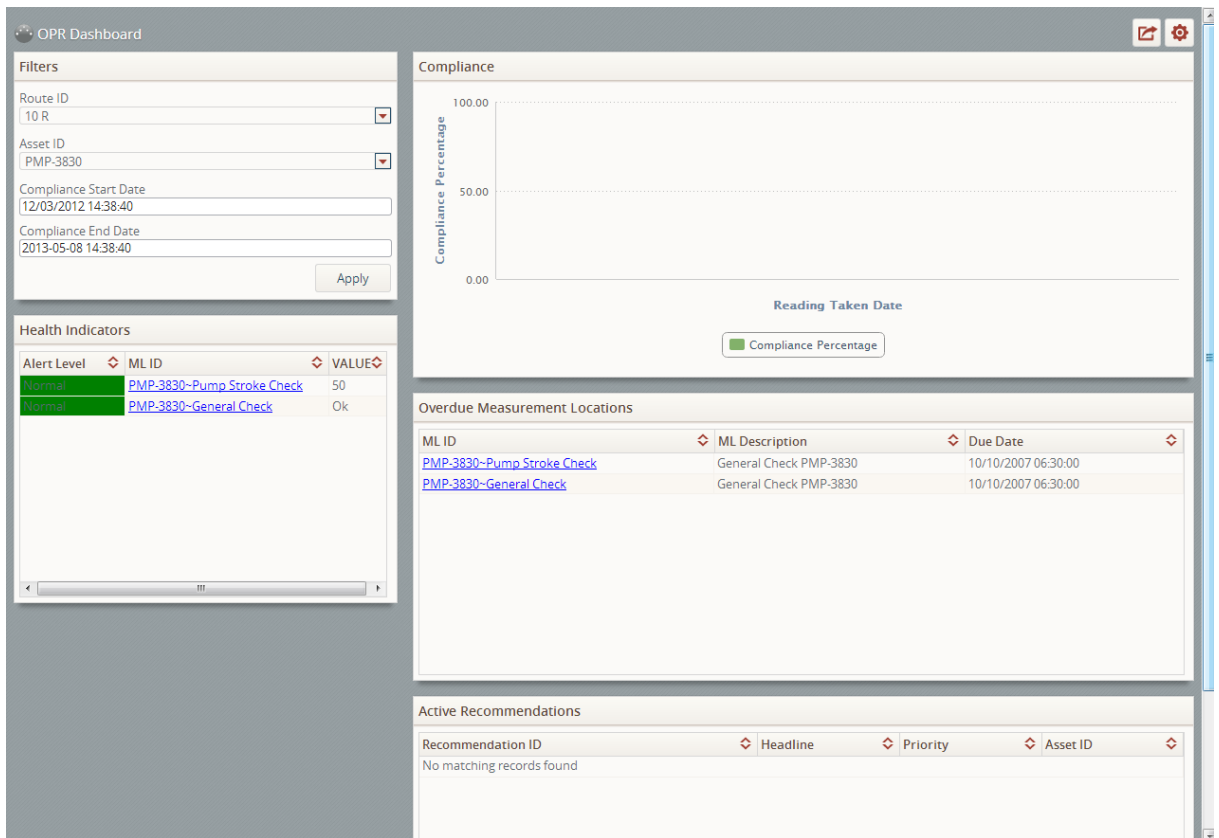 OPR Dashboard
Filters
Route ID
10 R
Asset ID
PMP-3830
Compliance Start Date
12/03/2012 14:38:40
Compliance End Date
2013-05-08 14:38:40
Apply
Health Indicators
Alert Level ML ID VALUE
Normal PMP-3830~Pump Stroke Check 50
Normal PMP-3830~General Check Ok
Compliance
100.00
50.00
0.00
Compliance Percentage
Reading Taken Date
Compliance Percentage
Overdue Measurement Locations
ML ID ML Description Due Date
PMP-3830~Pump Stroke Check General Check PMP-3830 10/10/2007 06:30:00
PMP-3830~General Check General Check PMP-3830 10/10/2007 06:30:00
Active Recommendations
Recommendation ID Headline Priority Asset ID
No matching records found